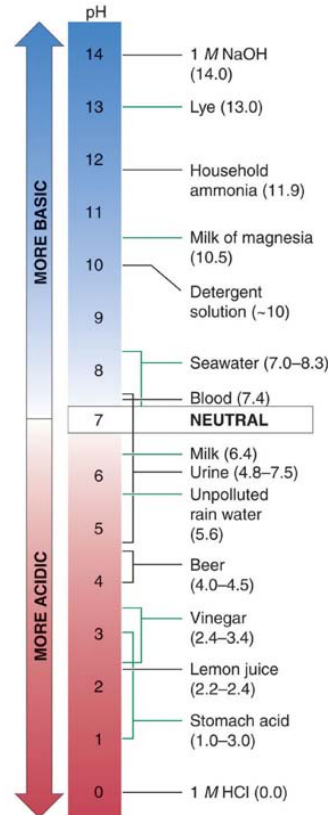 pH
14
1 M NaOH
(14.0)
13
Lye (13.0)
12
Household
ammonia (11.9)
11
Milk of magnesia
(10.5)
10
Detergent
solution (~10)
9
MORE BASIC
8
Seawater (7.0–8.3)
Blood (7.4)
7
NEUTRAL
Milk (6.4)
6
Urine (4.8–7.5)
Unpolluted
rain water
(5.6)
5
Beer
(4.0–4.5)
4
MORE ACIDIC
Vinegar
(2.4–3.4)
3
Lemon juice
(2.2–2.4)
2
Stomach acid
(1.0–3.0)
1
0
1 M HCl (0.0)